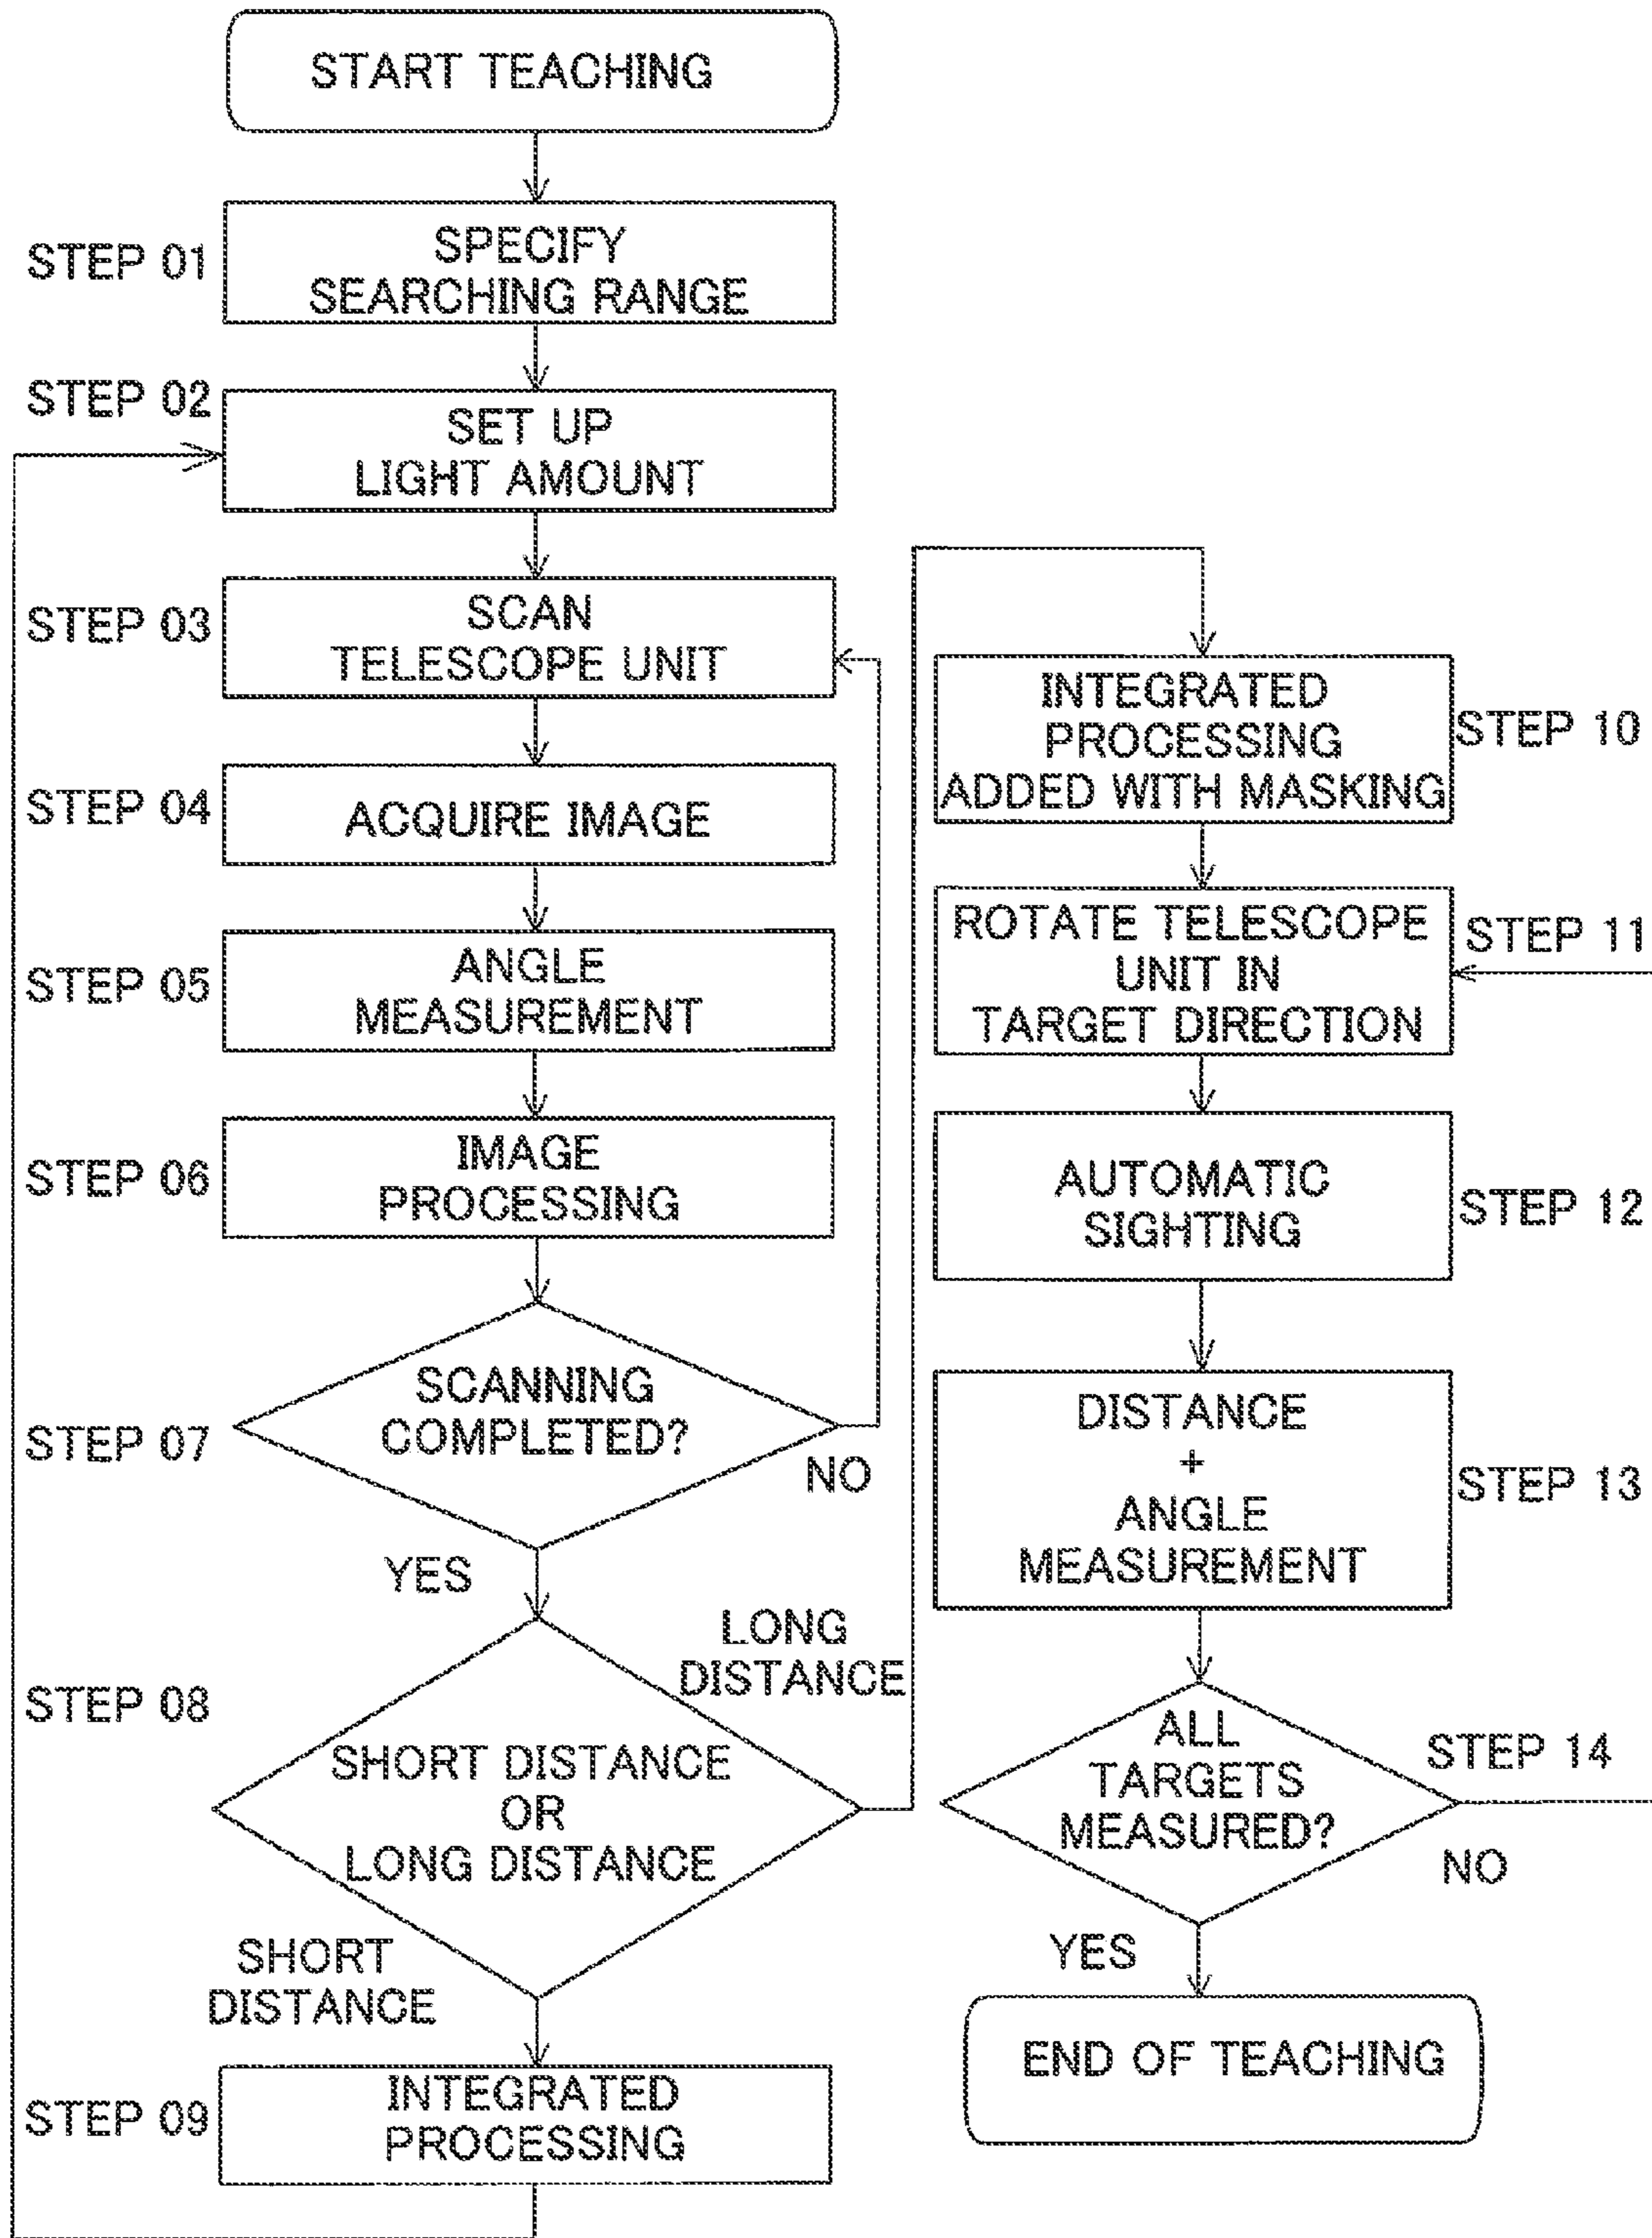 START TEACHING
STEP 01
SPECIFY
SEARCHING RANGE
STEP 02
SET UP
LIGHT AMOUNT
STEP 03
SCAN
TELESCOPE UNIT
STEP 04
ACQUIRE IMAGE
STEP 05
ANGLE
MEASUREMENT
STEP 06
IMAGE
PROCESSING
STEP 07
SCANNING
COMPLETED?
NO
YES
STEP 08
LONG
DISTANCE
SHORT DISTANCE
OR
LONG DISTANCE
SHORT
DISTANCE
STEP 09
INTEGRATED
PROCESSING
INTEGRATED
PROCESSING
ADDED WITH MASKING
STEP 10
ROTATE TELESCOPE
UNIT IN
TARGET DIRECTION
STEP 11
AUTOMATIC
SIGHTING
STEP 12
DISTANCE
+
ANGLE
MEASUREMENT
STEP 13
ALL
TARGETS
MEASURED?
STEP 14
NO
YES
END OF TEACHING